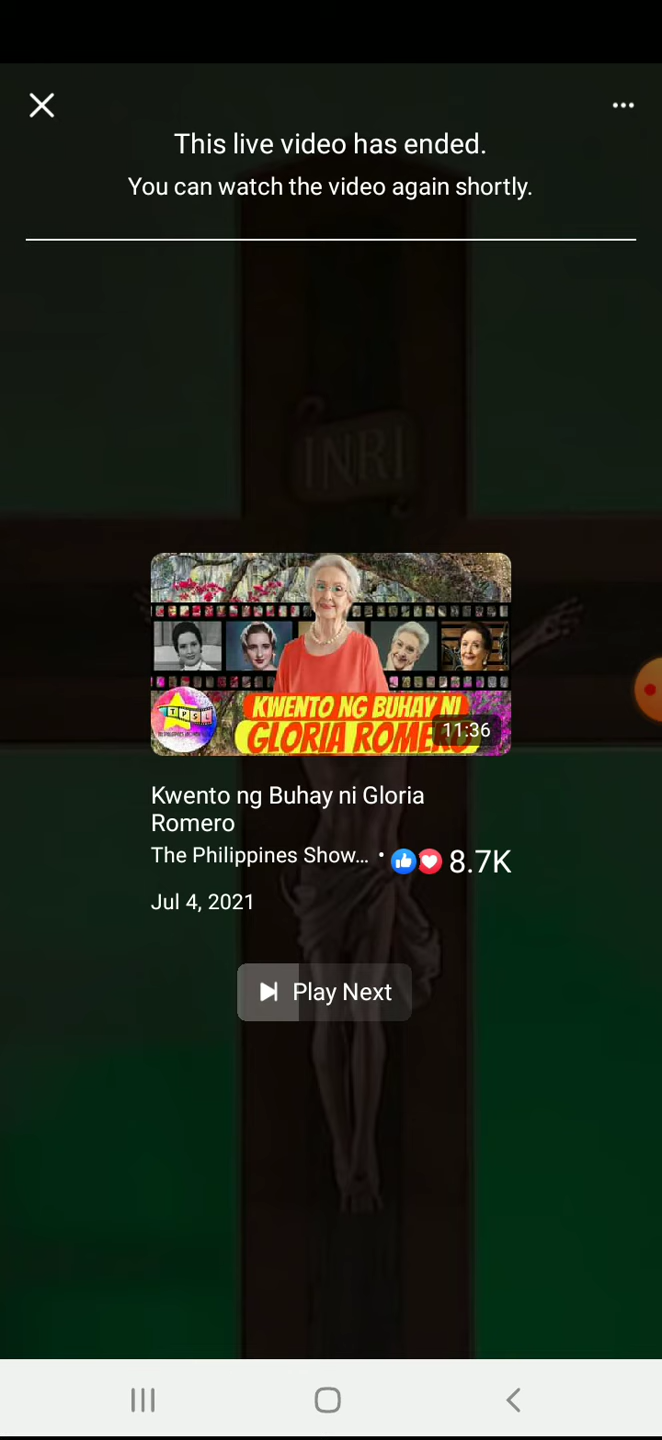 This live video has ended.
You can watch the video again shortly.
INRI
KWENTO NG BUHAY NI
GLORIA ROMERO
TPSL
11:36
Kwento ng Buhay ni Gloria
Romero
The Philippines Show... • 8.7K
Jul 4, 2021
Play Next